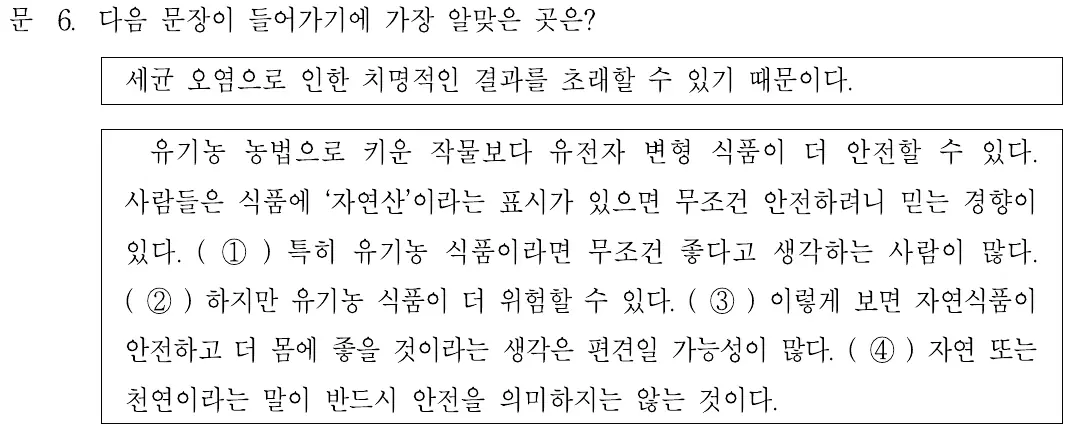 문 6. 다음 문장이 들어가기에 가장 알맞은 곳은?
세균 오염으로 인한 치명적인 결과를 초래할 수 있기 때문이다.
유기농 농법으로 키운 작물보다 유전자 변형 식품이 더 안전할 수 있다.
사람들은 식품에 ‘자연산’이라는 표시가 있으면 무조건 안전하려니 믿는 경향이
있다. ( ① ) 특히 유기농 식품이라면 무조건 좋다고 생각하는 사람이 많다.
( ② ) 하지만 유기농 식품이 더 위험할 수 있다. ( ③ ) 이렇게 보면 자연식품이
안전하고 더 몸에 좋을 것이라는 생각은 편견일 가능성이 많다. ( ④ ) 자연 또는
천연이라는 말이 반드시 안전을 의미하지는 않는 것이다.